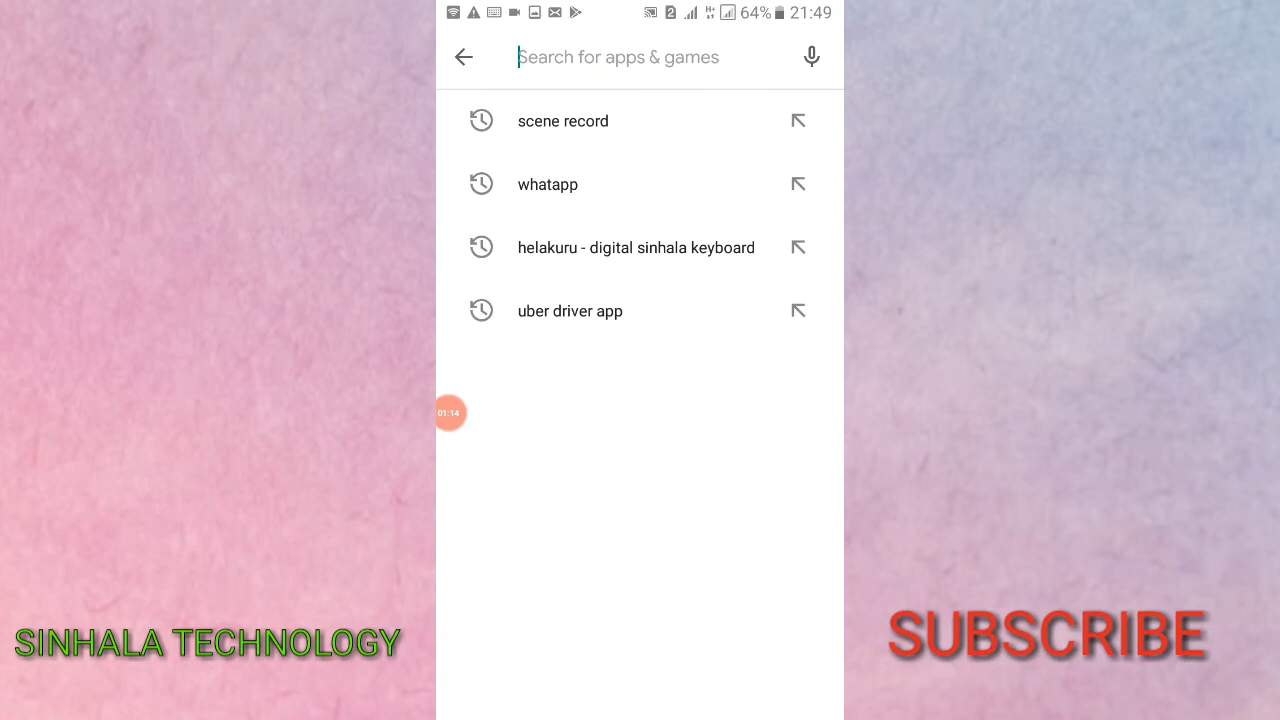 2 H+ 64% 21:49
Search for apps & games
scene record
whatapp
helakuru - digital sinhala keyboard
uber driver app
01:14
SINHALA TECHNOLOGY
SUBSCRIBE